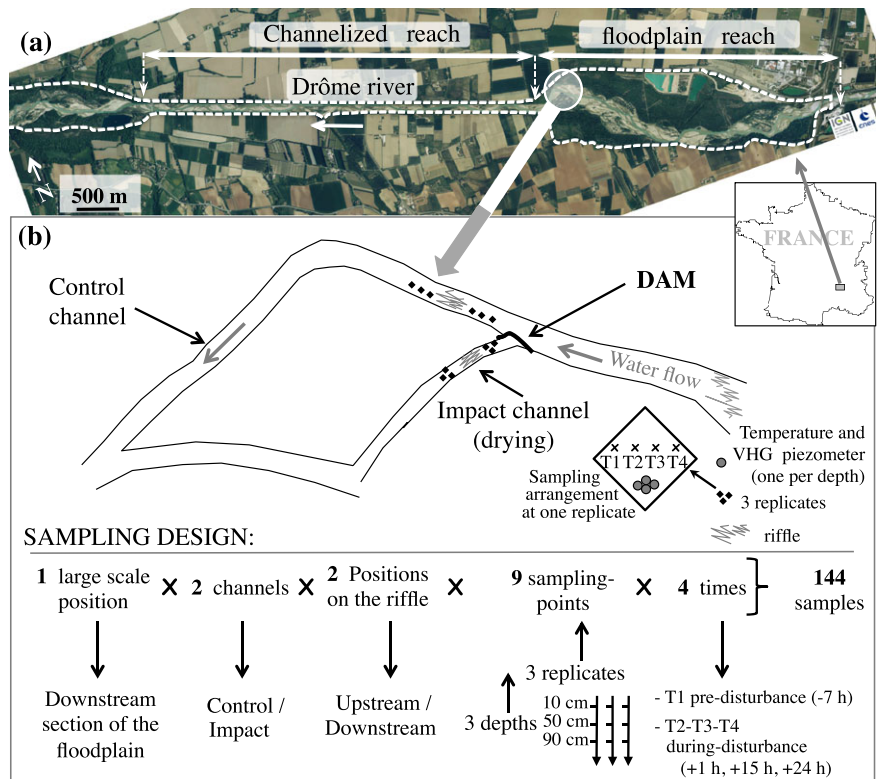 (a)
Channelized reach
floodplain reach
Drôme river
N
500 m
IGN
cnes
FRANCE
(b)
Control
channel
DAM
Water flow
Impact channel
(drying)
Temperature and
VHG piezometer
(one per depth)
T1 T2 T3 T4
Sampling
arrangement
at one replicate
3 replicates
riffle
SAMPLING DESIGN:
1 large scale
position
× 2 channels × 2 Positions
on the riffle
× 9 sampling-
points
× 4 times
144
samples
Downstream
section of the
floodplain
Control /
Impact
Upstream /
Downstream
3 replicates
3 depths
10 cm
50 cm
90 cm
- T1 pre-disturbance (-7 h)
- T2-T3-T4
during-disturbance
(+1 h, +15 h, +24 h)